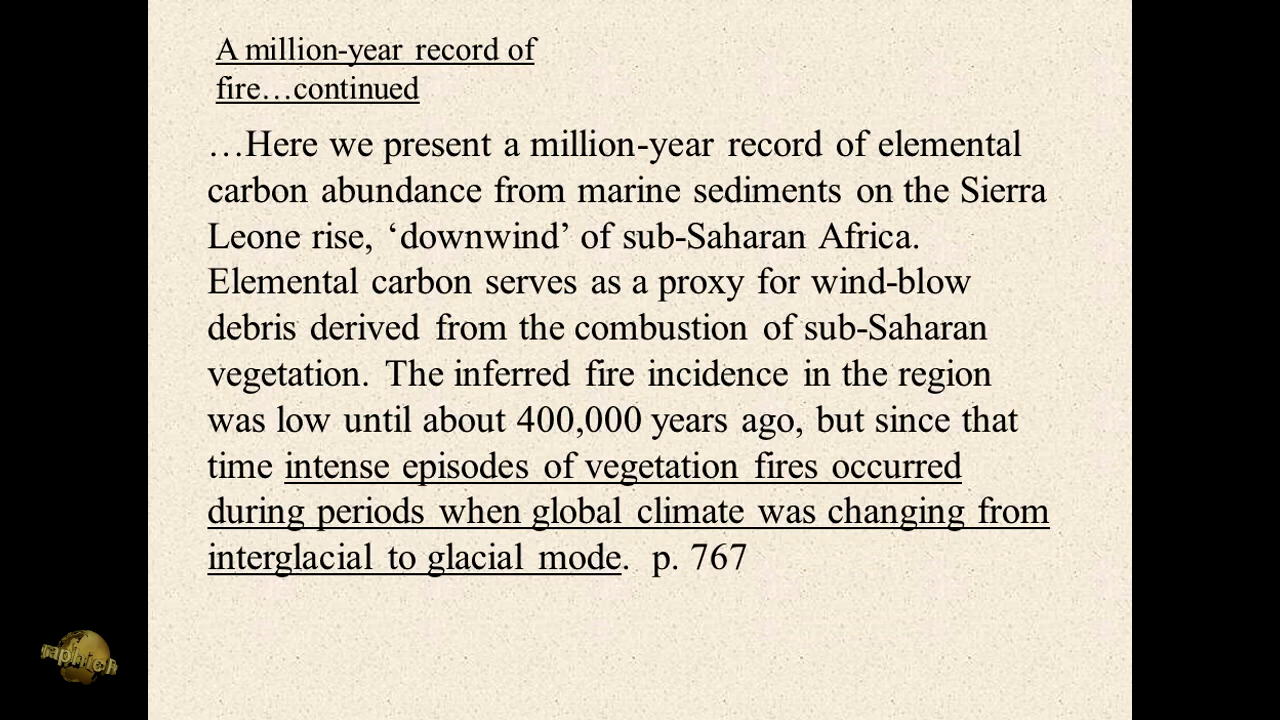 A million-year record of
fire…continued
…Here we present a million-year record of elemental
carbon abundance from marine sediments on the Sierra
Leone rise, ‘downwind’ of sub-Saharan Africa.
Elemental carbon serves as a proxy for wind-blow
debris derived from the combustion of sub-Saharan
vegetation. The inferred fire incidence in the region
was low until about 400,000 years ago, but since that
time intense episodes of vegetation fires occurred
during periods when global climate was changing from
interglacial to glacial mode. p. 767